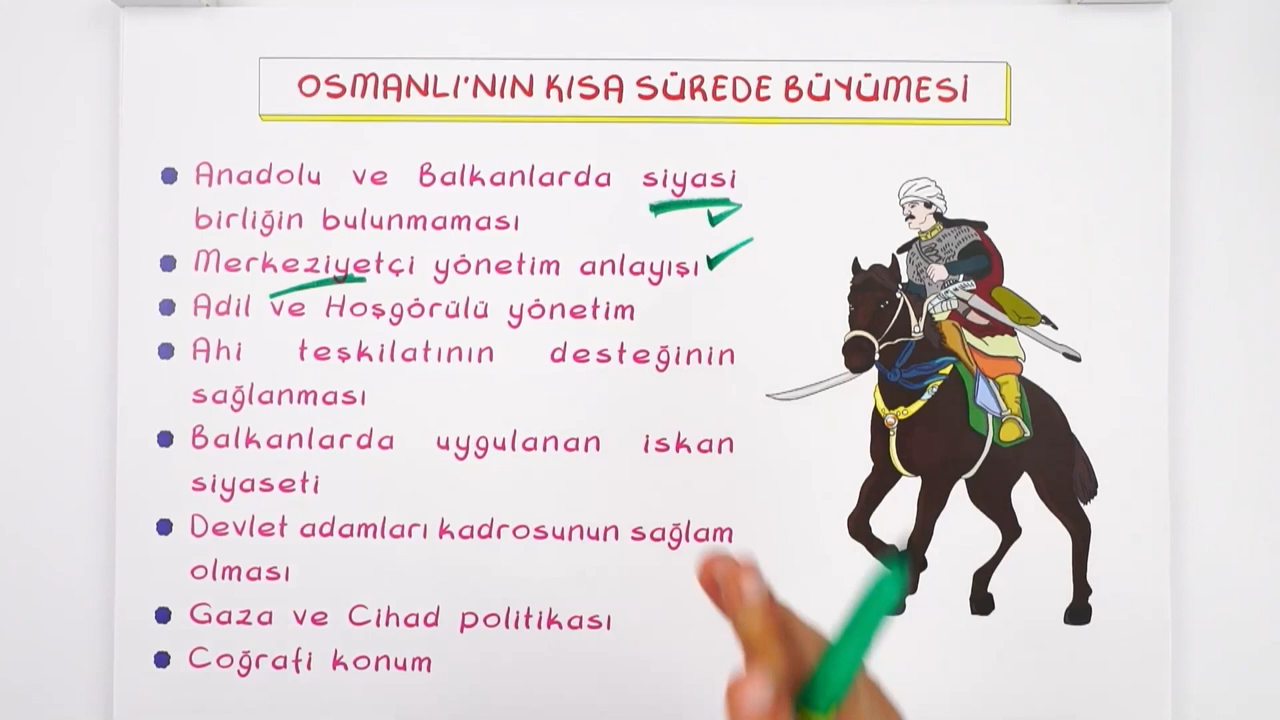 OSMANLI'NIN KISA SÜREDE BÜYÜMESİ
Anadolu ve Balkanlarda siyasi
birliğin bulunmaması
Merkeziyetçi yönetim anlayışı
Adil ve Hoşgörülü yönetim
Ahi teşkilatının desteğinin
sağlanması
Balkanlarda uygulanan iskan
siyaseti
Devlet adamları kadrosunun sağlam
olması
Gaza ve Cihad politikası
Coğrafi konum